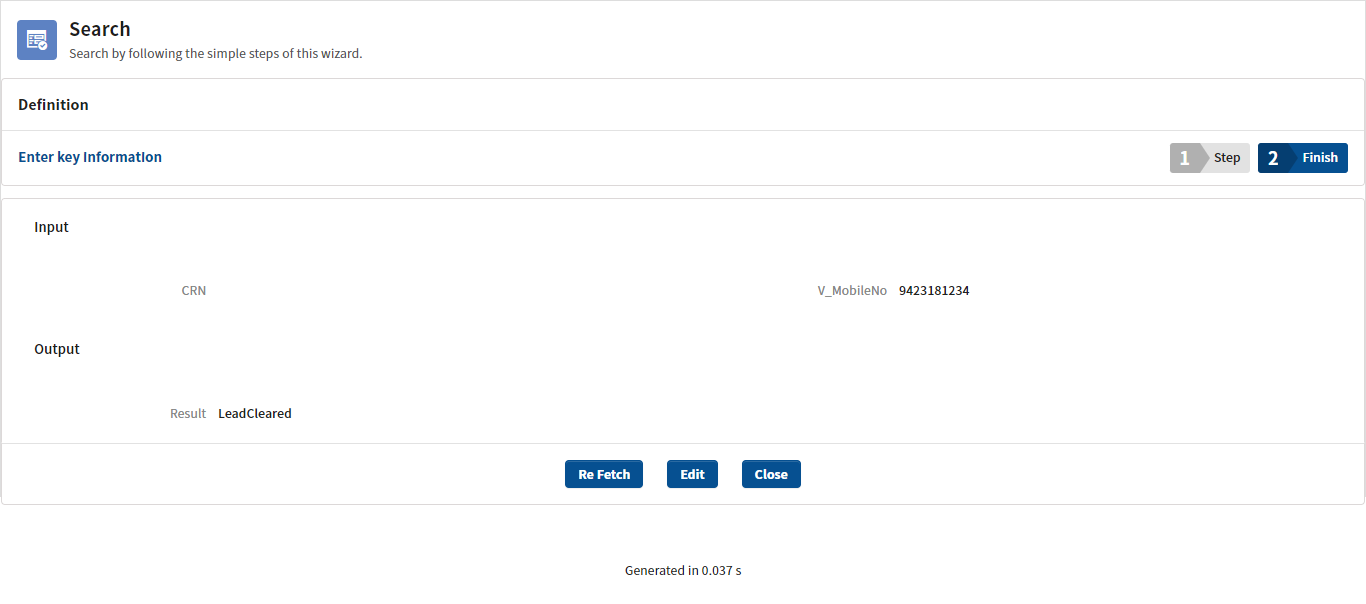 Search
Search by following the simple steps of this wizard.
Definition
Enter key Information
1 Step 2 Finish
Input
CRN V_MobileNo 9423181234
Output
Result LeadCleared
Re Fetch Edit Close
Generated in 0.037 s